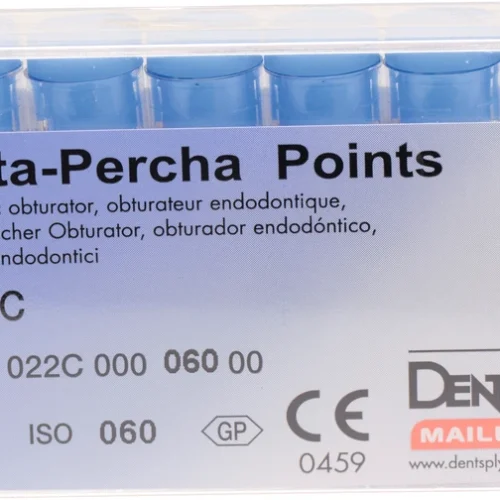 ta-Percha Points
obturator, obturateur endodontique,
cher Obturator, obturador endodóntico,
ndodontici
C
022C 000 060 00
ISO 060 GP
CE
0459
DENT
MAILL
www.dentsply